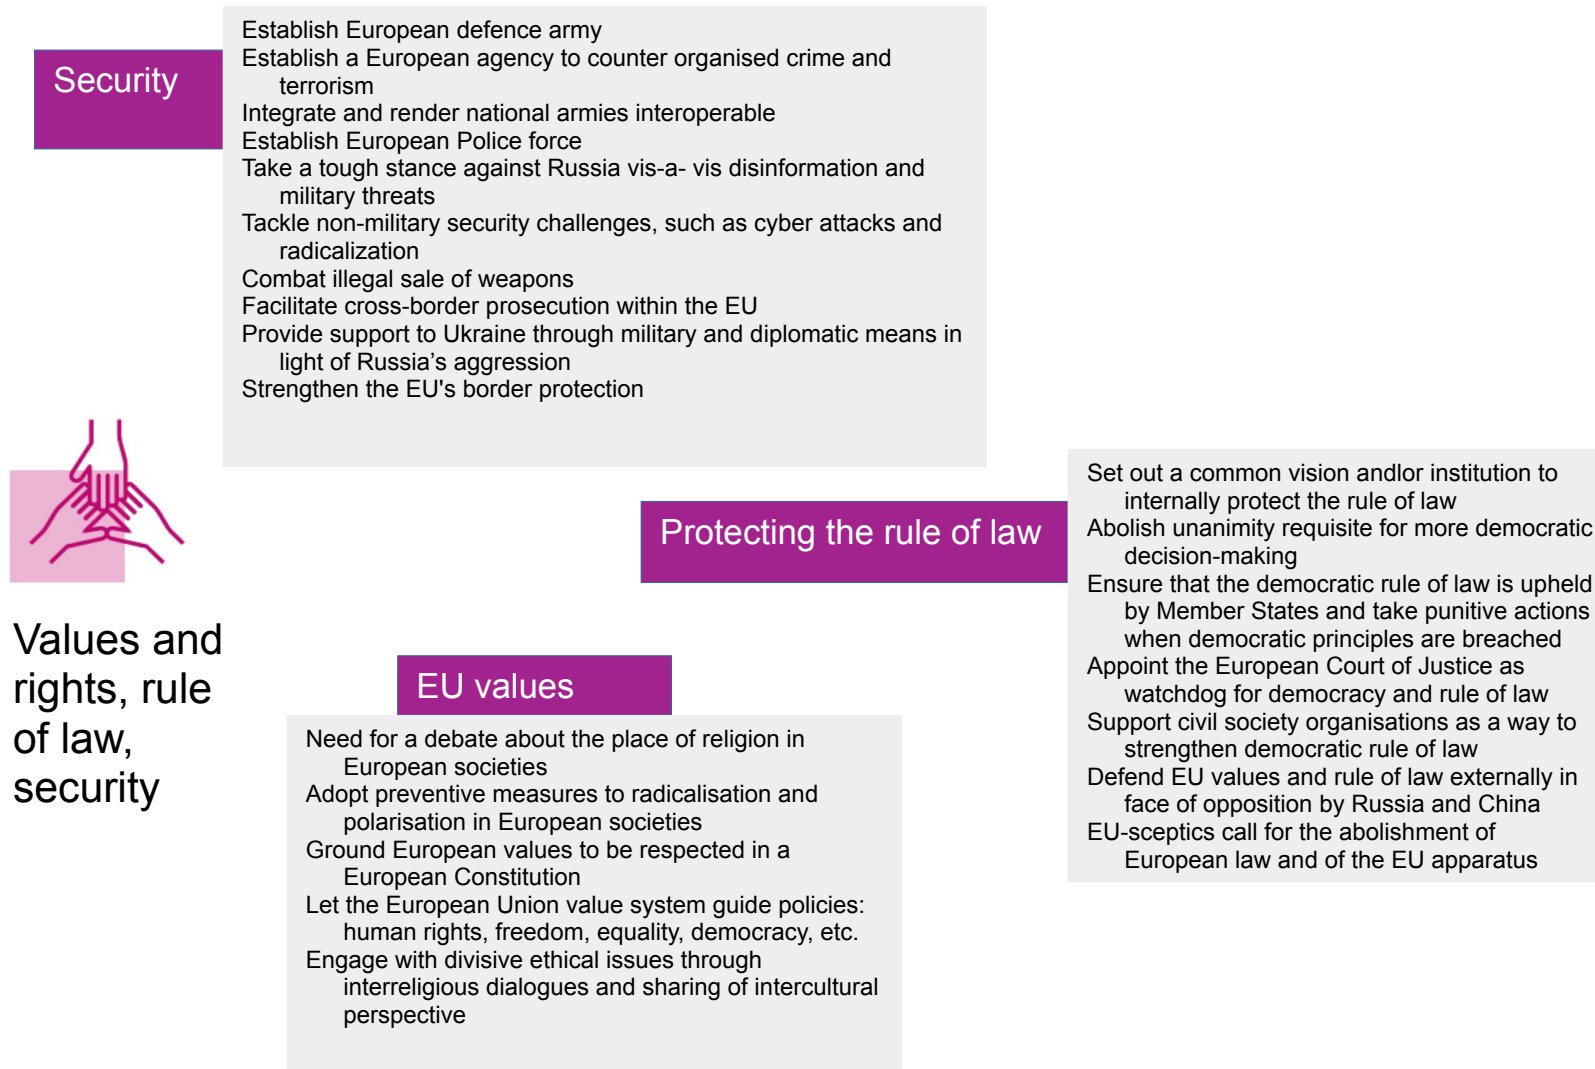 Security
Establish European defence army
Establish a European agency to counter organised crime and
terrorism
Integrate and render national armies interoperable
Establish European Police force
Take a tough stance against Russia vis-a- vis disinformation and
military threats
Tackle non-military security challenges, such as cyber attacks and
radicalization
Combat illegal sale of weapons
Facilitate cross-border prosecution within the EU
Provide support to Ukraine through military and diplomatic means in
light of Russia’s aggression
Strengthen the EU's border protection
Values and
rights, rule
of law,
security
Protecting the rule of law
Set out a common vision andlor institution to
internally protect the rule of law
Abolish unanimity requisite for more democratic
decision-making
Ensure that the democratic rule of law is upheld
by Member States and take punitive actions
when democratic principles are breached
Appoint the European Court of Justice as
watchdog for democracy and rule of law
Support civil society organisations as a way to
strengthen democratic rule of law
Defend EU values and rule of law externally in
face of opposition by Russia and China
EU-sceptics call for the abolishment of
European law and of the EU apparatus
EU values
Need for a debate about the place of religion in
European societies
Adopt preventive measures to radicalisation and
polarisation in European societies
Ground European values to be respected in a
European Constitution
Let the European Union value system guide policies:
human rights, freedom, equality, democracy, etc.
Engage with divisive ethical issues through
interreligious dialogues and sharing of intercultural
perspective